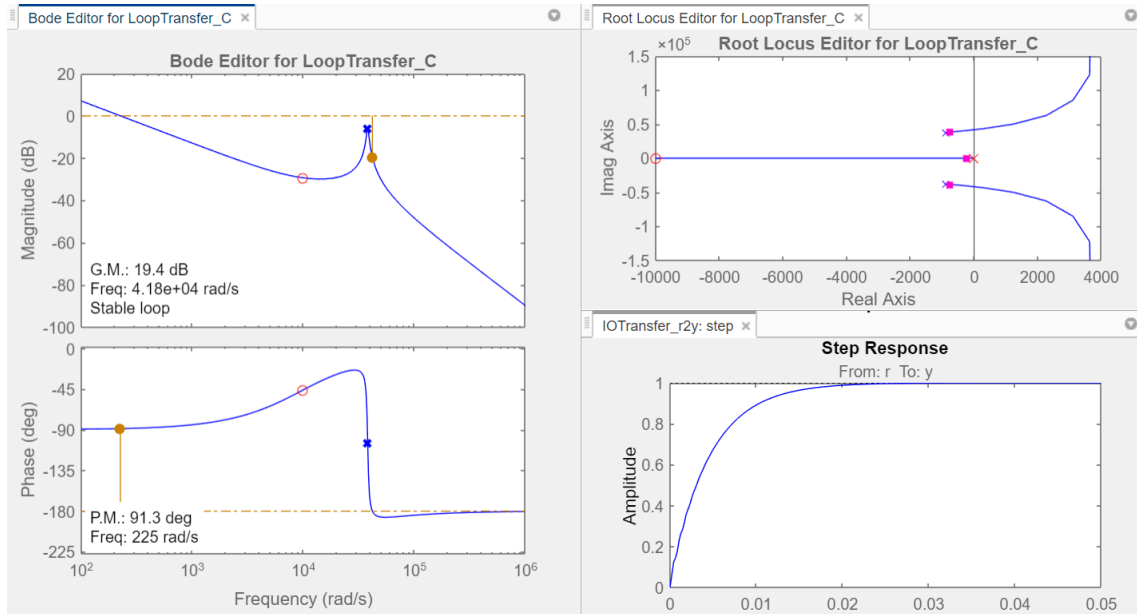 Bode Editor for LoopTransfer_C ×
Bode Editor for LoopTransfer_C
20
0
-20
-40
-60
-80
-100
Magnitude (dB)
G.M.: 19.4 dB
Freq: 4.18e+04 rad/s
Stable loop
0
-45
-90
-135
-180
-225
Phase (deg)
P.M.: 91.3 deg
Freq: 225 rad/s
10² 10³ 10⁴ 10⁵ 10⁶
Frequency (rad/s)
Root Locus Editor for LoopTransfer_C ×
×10⁵
Root Locus Editor for LoopTransfer_C
1.5
1
0.5
0
-0.5
-1
-1.5
Imag Axis
-10000 -8000 -6000 -4000 -2000 0 2000 4000
Real Axis
IOTransfer_r2y: step ×
Step Response
From: r To: y
1
0.8
0.6
0.4
0.2
0
Amplitude
0 0.01 0.02 0.03 0.04 0.05